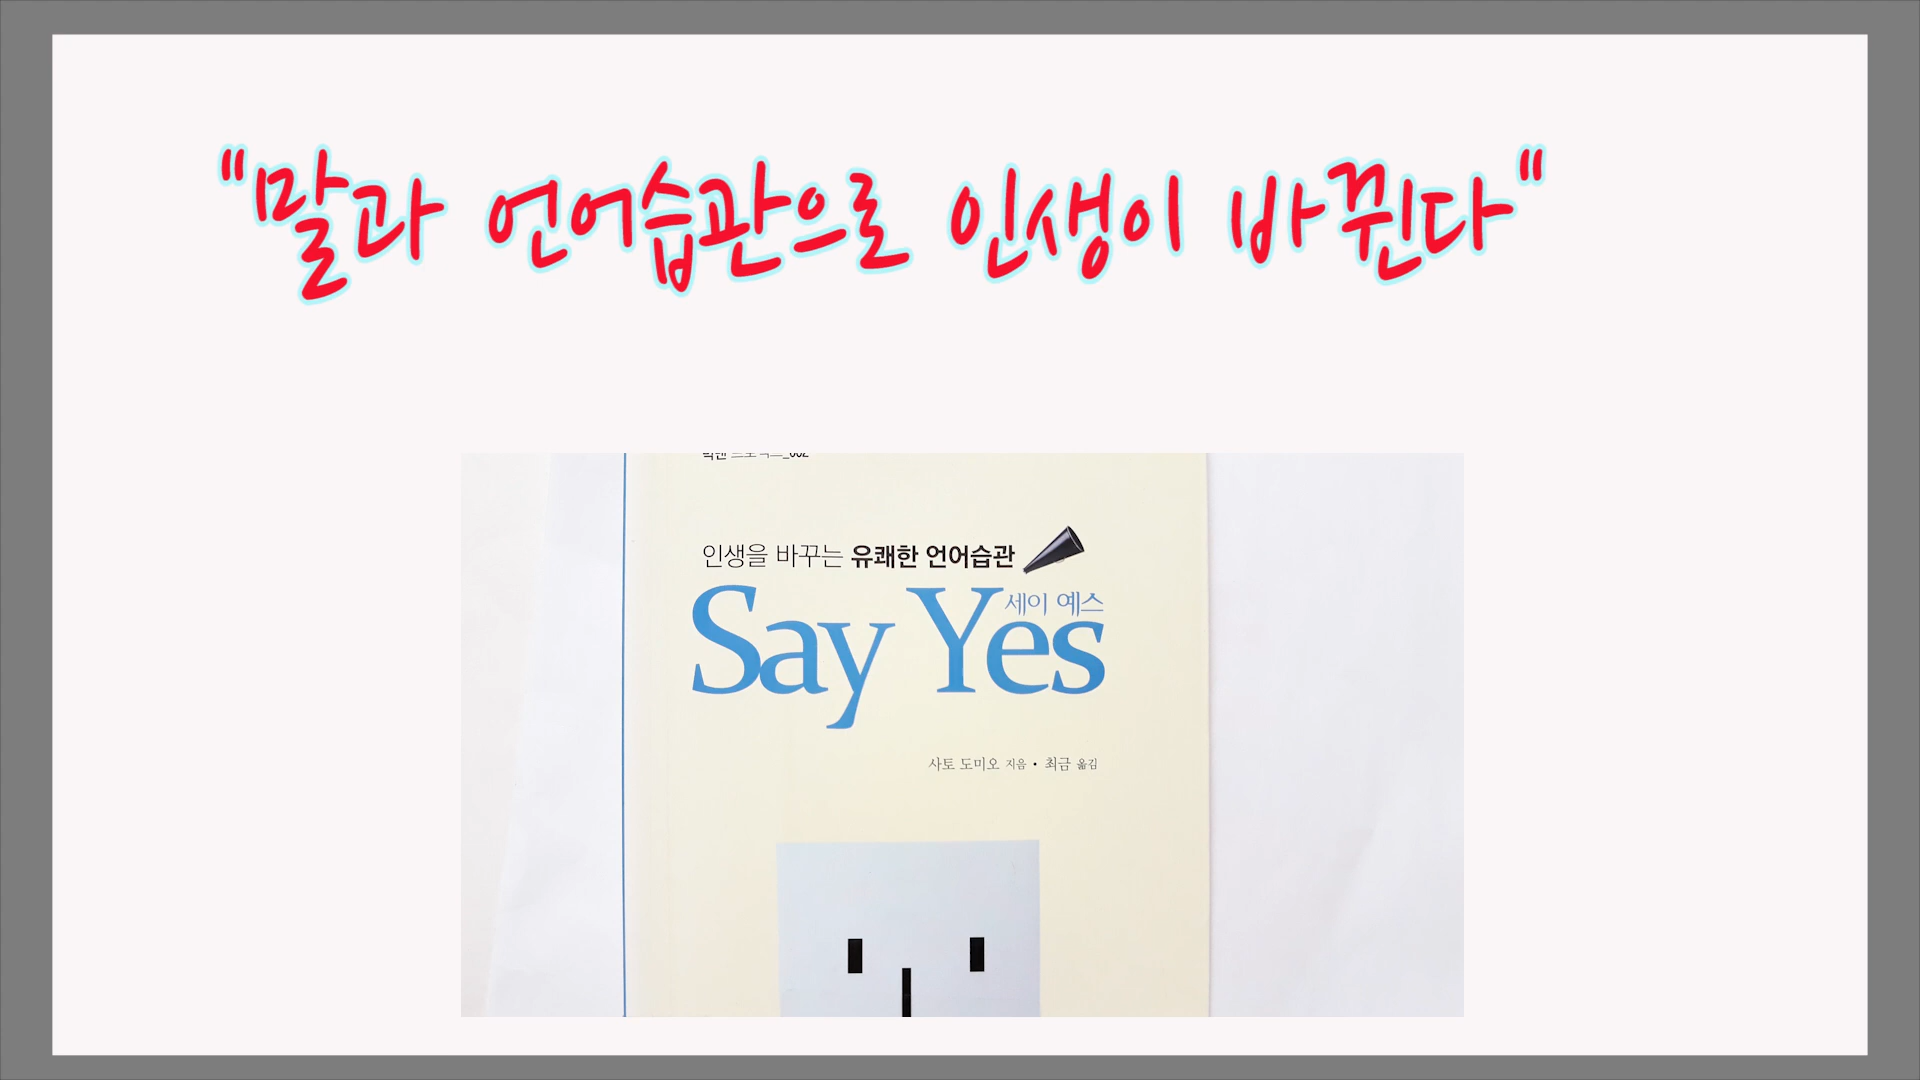 "말과 언어습관으로 인생이 바뀐다"
인생을 바꾸는 유쾌한 언어습관
Say Yes
세이 예스
사토 도미오 지음 • 최금 옮김